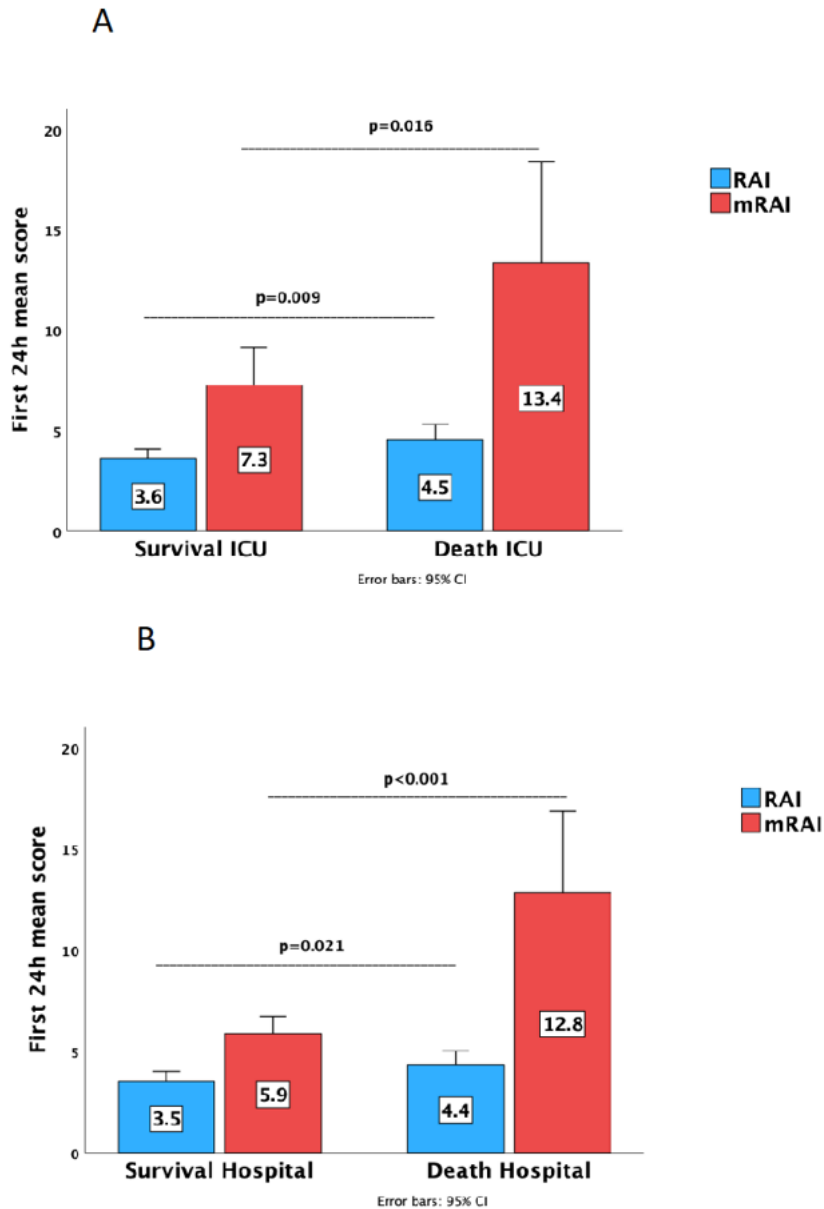 A
20
p=0.016
RAI
mRAI
15
First 24h mean score
p=0.009
10
5
3.6
7.3
4.5
13.4
0
Survival ICU
Death ICU
Error bars: 95% CI
B
20
p<0.001
RAI
mRAI
15
First 24h mean score
p=0.021
10
5
3.5
5.9
4.4
12.8
0
Survival Hospital
Death Hospital
Error bars: 95% CI